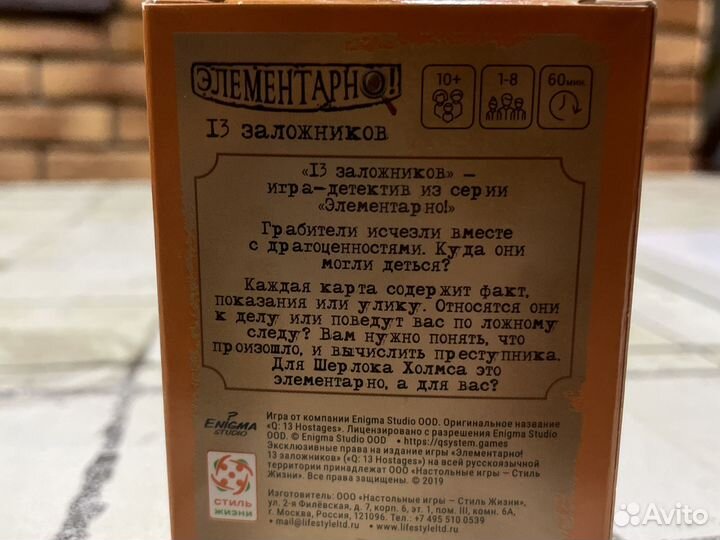 ЭЛЕМЕНТАРНО!
10+
1-8
60 мин.
13 заложников
«13 заложников» —
игра-детектив из серии
«Элементарно!»
Грабители исчезли вместе
с драгоценностями. Куда они
могли деться?
Каждая карта содержит факт,
показания или улику. Относятся они
к делу или поведут вас по ложному
следу? Вам нужно понять, что
произошло, и вычислить преступника.
Для Шерлока Холмса это
элементарно, а для вас?
ENIGMA
STUDIO
Игра от компании Enigma Studio OOD. Оригинальное название
«Q: 13 Hostages». Лицензировано с разрешения Enigma Studio
OOD. © Enigma Studio OOD • https://qsystem.games
Эксклюзивные права на издание игры «Элементарно!
13 заложников» («Q: 13 Hostages») на всей русскоязычной
территории принадлежат ООО «Настольные игры — Стиль
Жизни». Все права защищены. © 2019
СТИЛЬ
ЖИЗНИ
Изготовитель: ООО «Настольные игры — Стиль Жизни»,
ул. 2-я Филёвская, д. 7, корп. 6, эт. 1, пом. III, комн. 6А,
г. Москва, Россия, 121096. Тел.: +7 495 510 0539
• mail@lifestyleltd.ru • www.lifestyleltd.ru
Avito